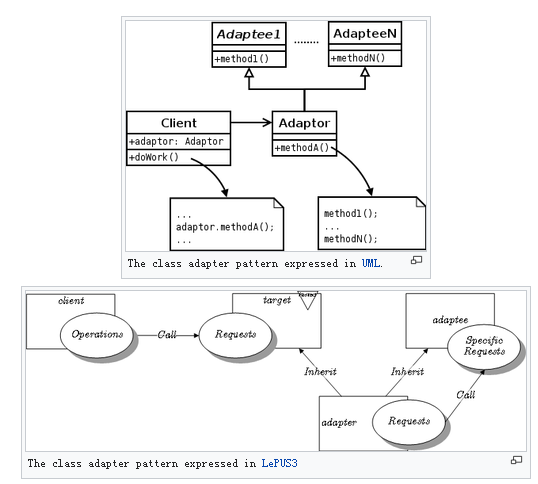 Adaptee1 ........ AdapteeN
+method1() +methodN()
Client Adaptor
+adaptor: Adaptor
+doWork() +methodA()
...
adaptor.methodA();
...
method1();
...
methodN();
The class adapter pattern expressed in UML.
client target adaptee
Operations Call Requests Specific
Requests
Inherit Inherit Call
adapter Requests
The class adapter pattern expressed in LePUS3